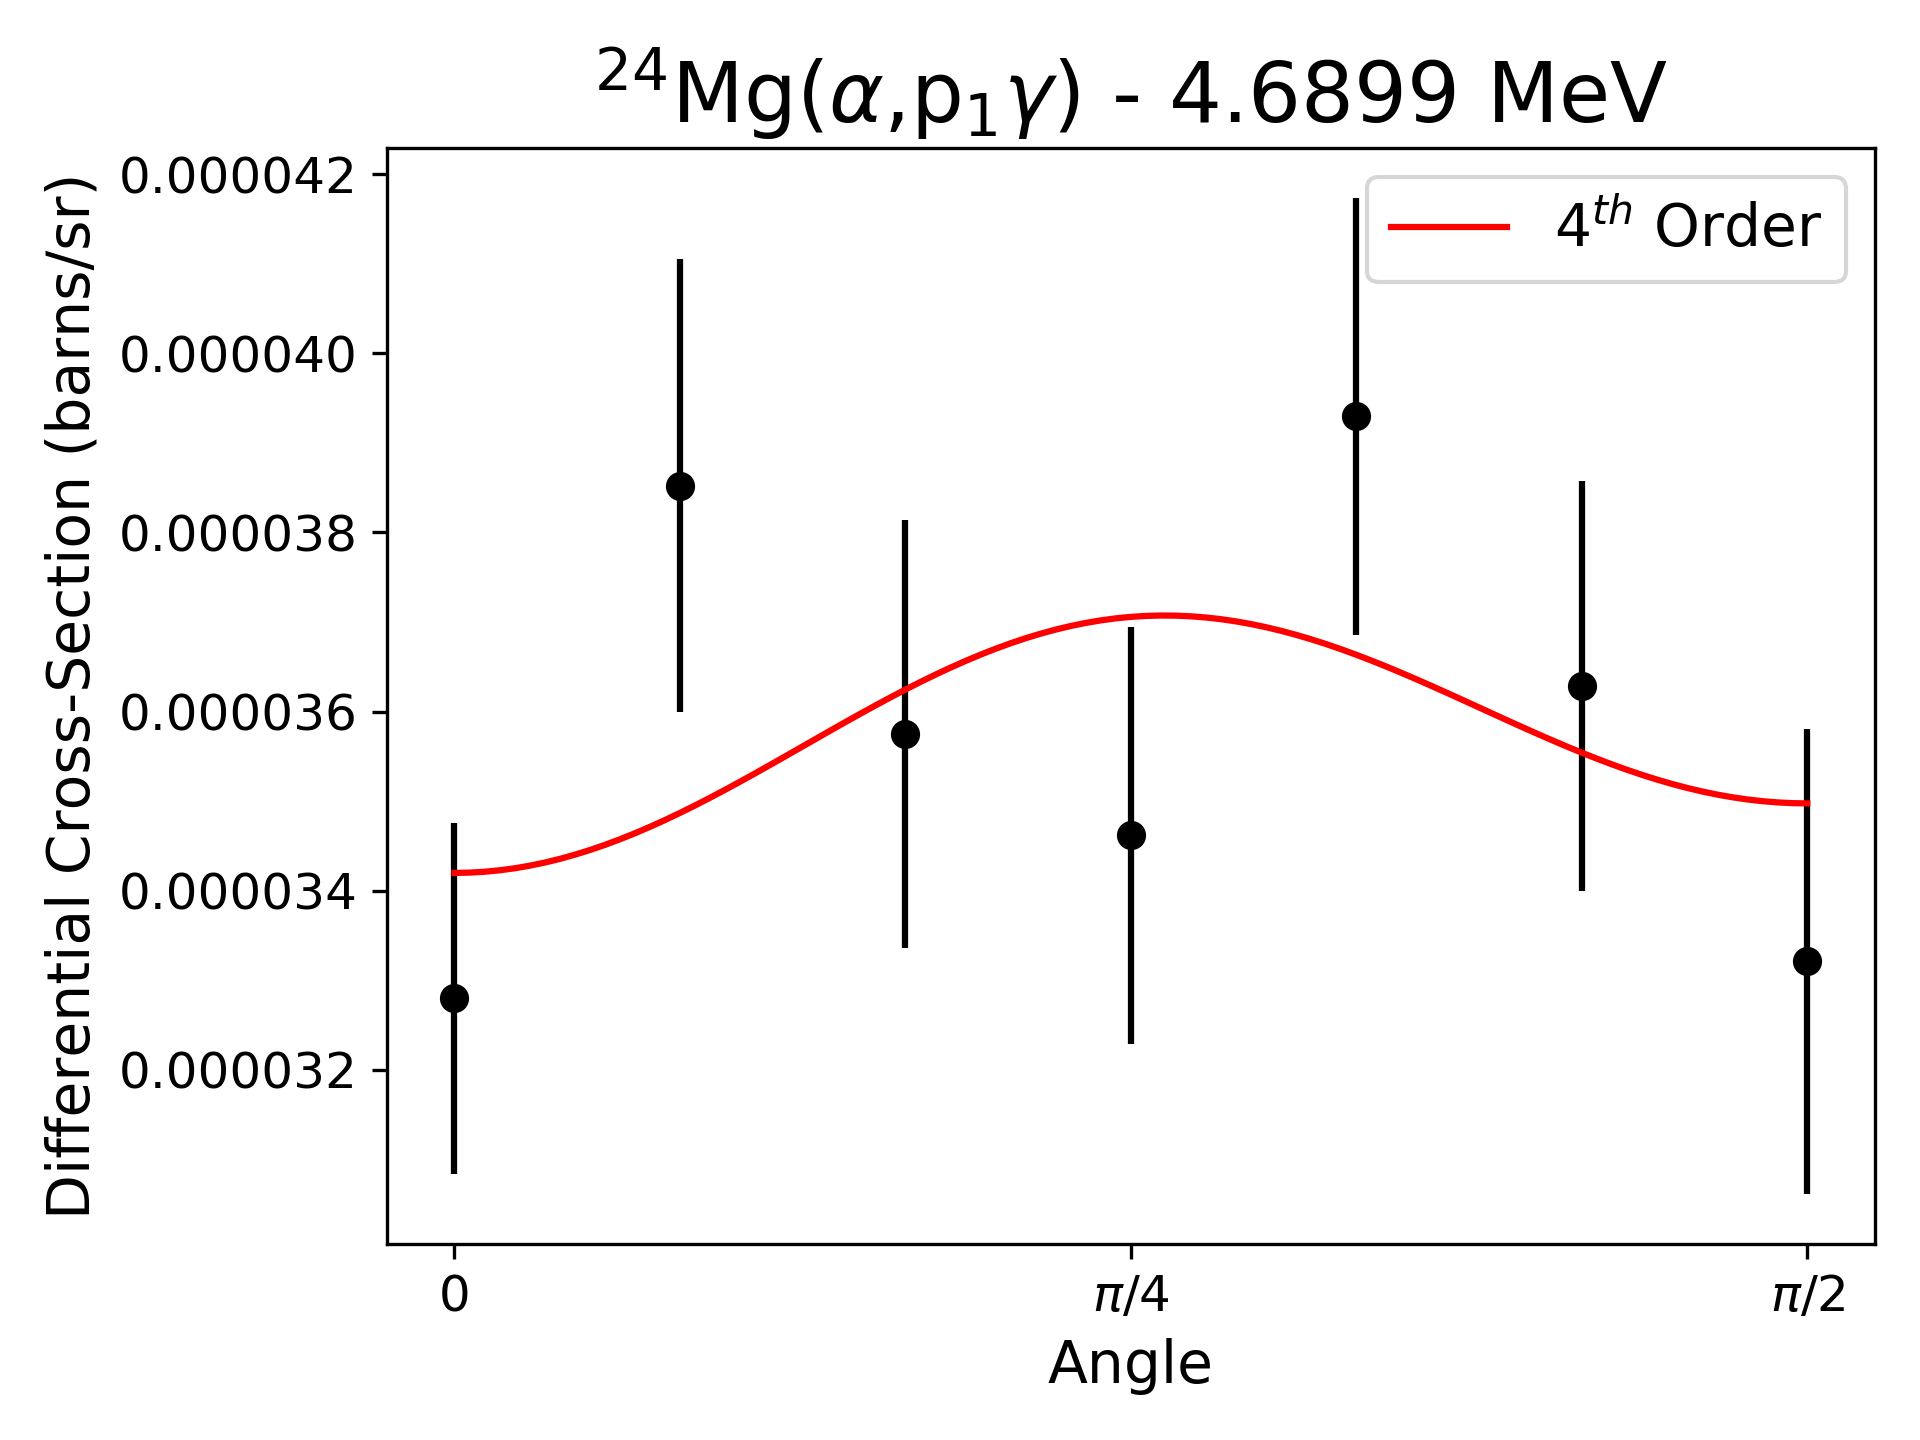 ²⁴Mg(α,p₁γ) - 4.6899 MeV
4ᵗʰ Order
Differential Cross-Section (barns/sr)
0.000042
0.000040
0.000038
0.000036
0.000034
0.000032
0 π/4 π/2
Angle